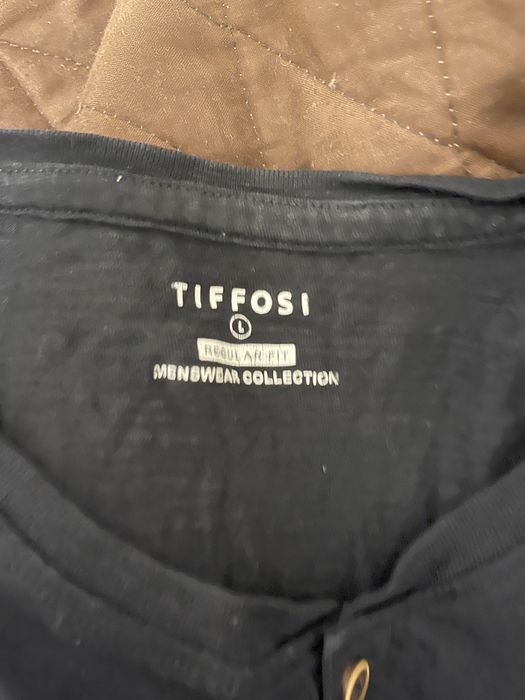 TIFFOSI
L
REGULAR FIT
MENSWEAR COLLECTION